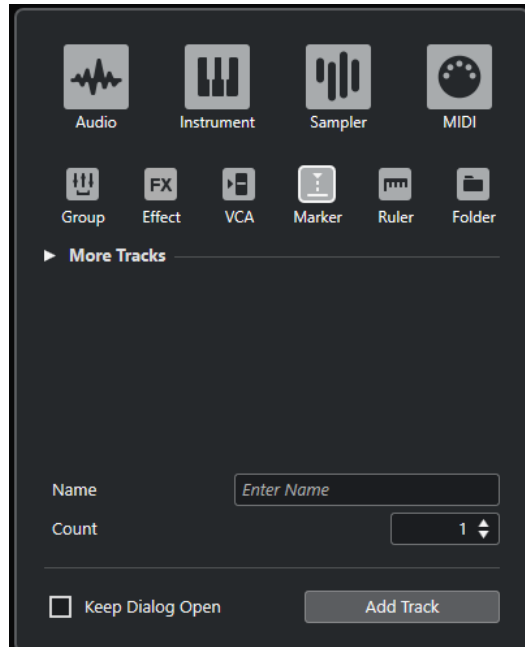 Audio Instrument Sampler MIDI
FX
Group Effect VCA Marker Ruler Folder
More Tracks
Name Enter Name
Count 1
Keep Dialog Open Add Track